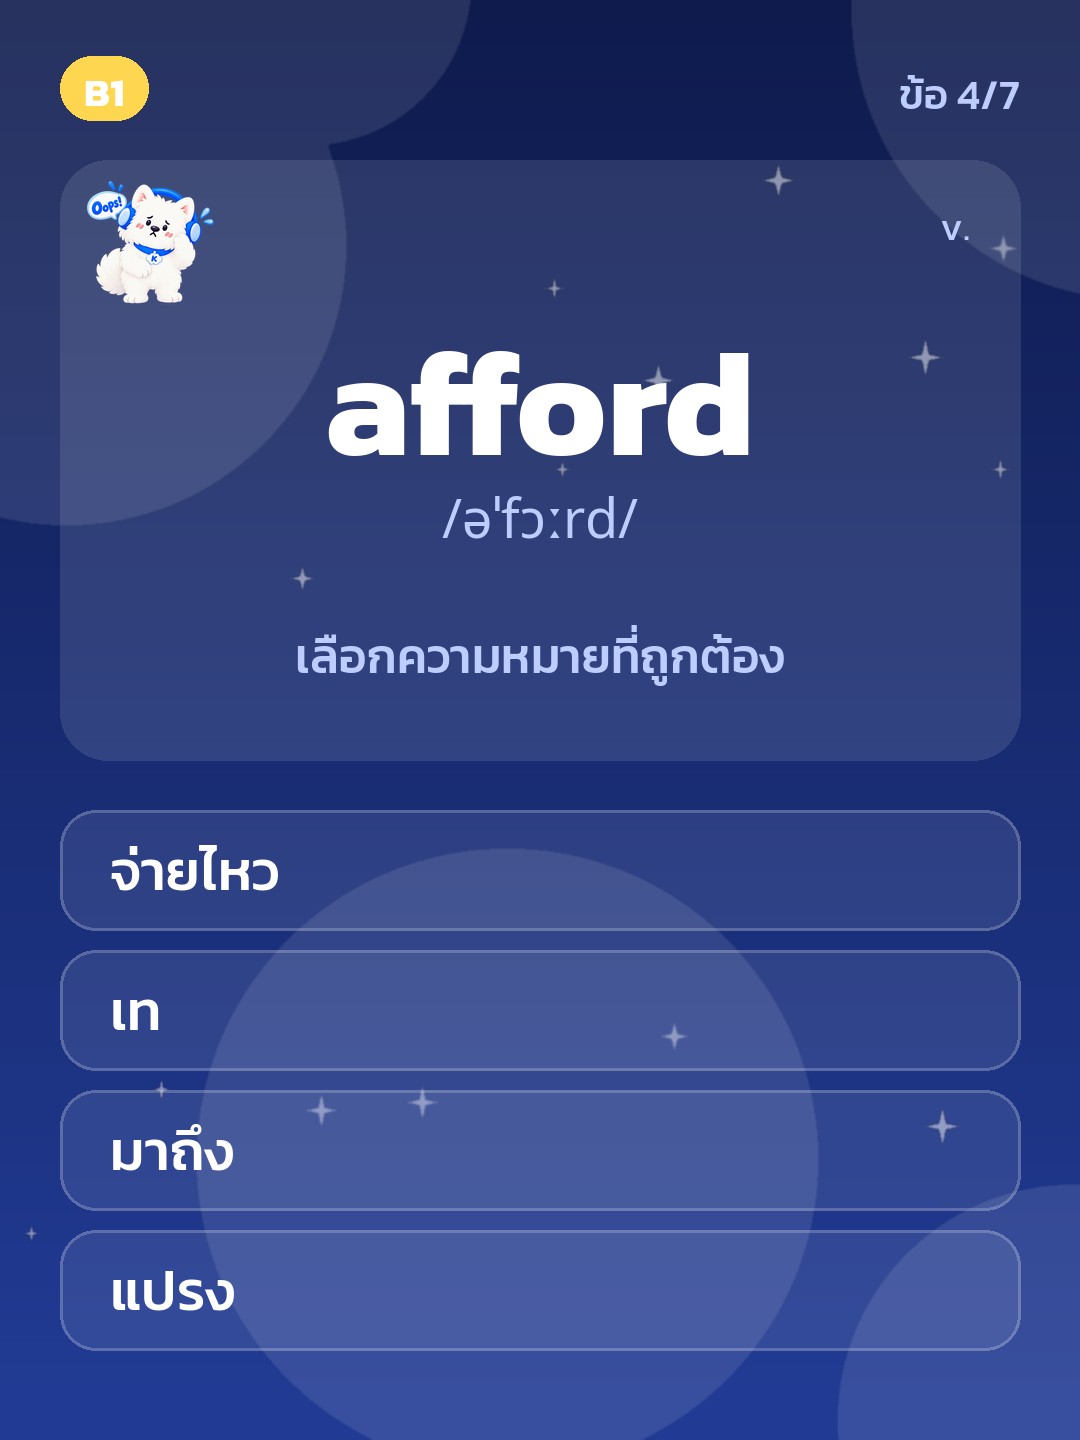 B1
ข้อ 4/7
Oops!
K
v.
afford
/əˈfɔːrd/
เลือกความหมายที่ถูกต้อง
จ่ายไหว
เท
มาถึง
แปรง